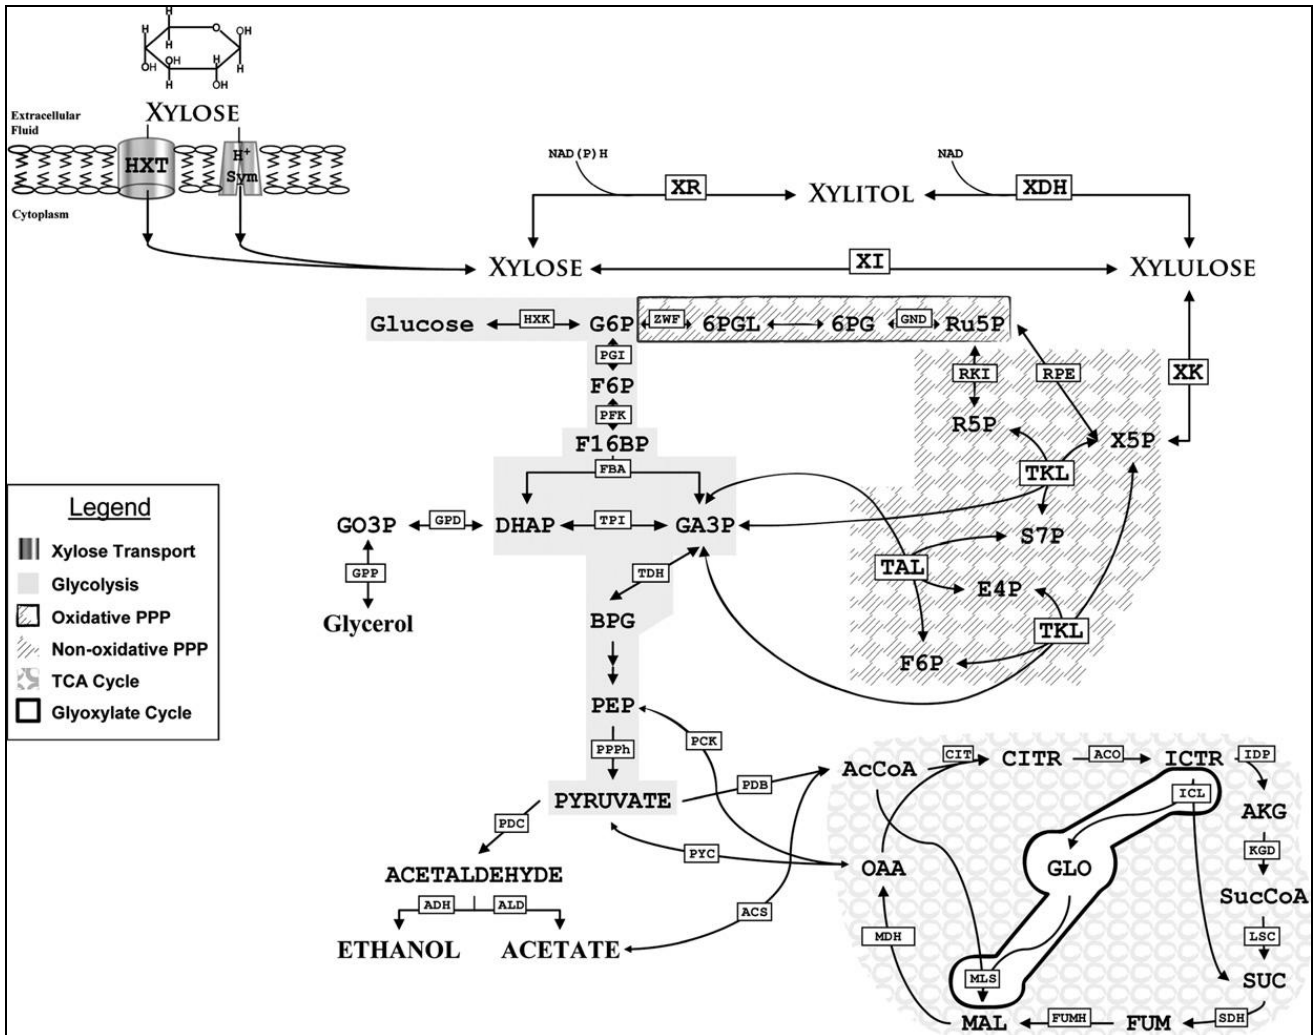 H
H
H
O
OH
H
H
OH
OH
H
H
OH
XYLOSE
Extracellular
Fluid
HXT
H+
Sym
Cytoplasm
NAD(P)H
NAD
XR
XYLITOL
XDH
XYLOSE
XI
XYLULOSE
Glucose
HXK
G6P
ZWF
6PGL
6PG
GND
Ru5P
PGI
RKI
RPE
XK
F6P
PFK
R5P
X5P
F16BP
FBA
TKL
GO3P
GPD
DHAP
TPI
GA3P
S7P
GPP
TDH
TAL
E4P
Glycerol
BPG
TKL
F6P
Legend
Xylose Transport
Glycolysis
Oxidative PPP
Non-oxidative PPP
TCA Cycle
Glyoxylate Cycle
PEP
PPPh
PCK
AcCoA
CIT
CITR
ACO
ICTR
IDP
PYRUVATE
PDB
ICL
AKG
PDC
KGD
PYC
OAA
GLO
ACETALDEHYDE
SucCoA
ADH
ALD
ACS
MDH
LSC
ETHANOL
ACETATE
MLS
SUC
MAL
FUMH
FUM
SDH